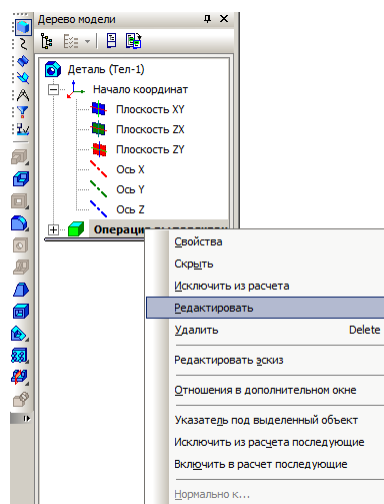 Дерево модели
Деталь (Тел-1)
Начало координат
Плоскость XY
Плоскость ZX
Плоскость ZY
Ось X
Ось Y
Ось Z
Операция
Свойства
Скрыть
Исключить из расчета
Редактировать
Удалить Delete
Редактировать эскиз
Отношения в дополнительном окне
Указатель под выделенный объект
Исключить из расчета последующие
Включить в расчет последующие
Нормально к...